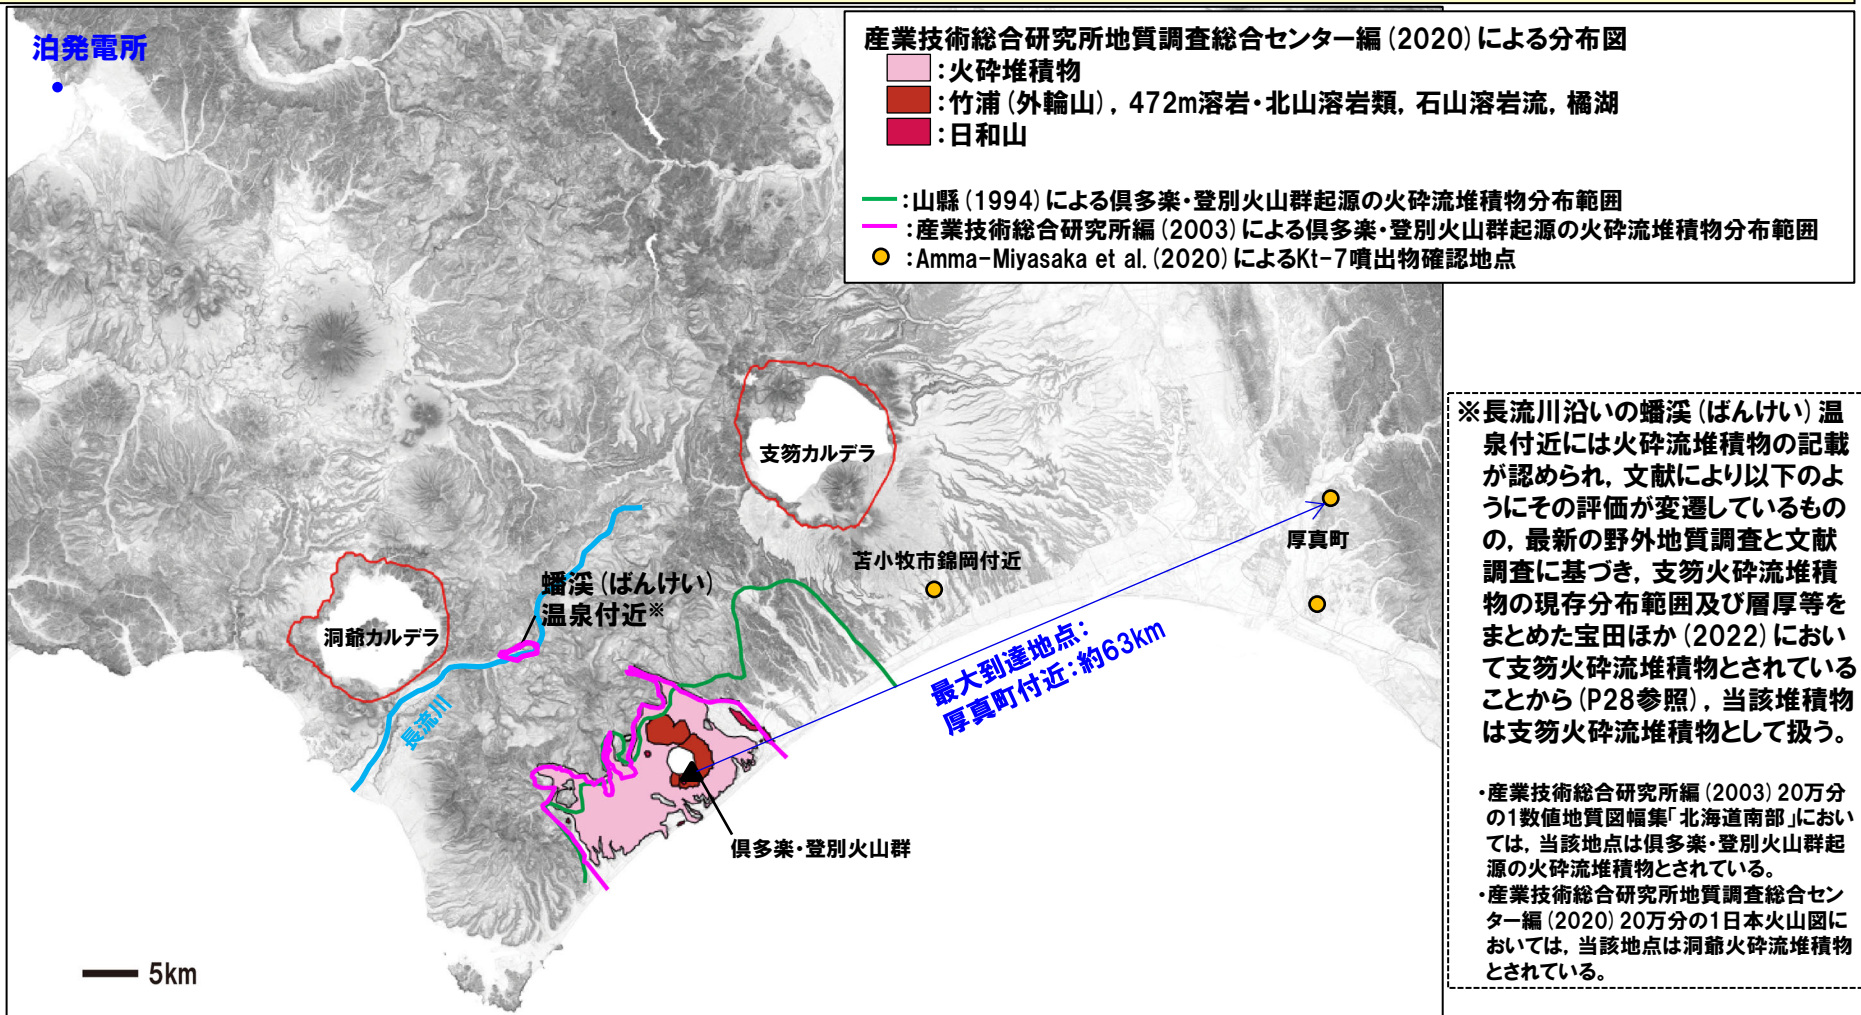 泊発電所
産業技術総合研究所地質調査総合センター編(2020)による分布図
：火砕堆積物
：竹浦(外輪山)，472m溶岩・北山溶岩類，石山溶岩流，橘湖
：日和山
：山縣(1994)による倶多楽・登別火山群起源の火砕流堆積物分布範囲
：産業技術総合研究所編(2003)による倶多楽・登別火山群起源の火砕流堆積物分布範囲
：Amma-Miyasaka et al.(2020)によるKt-7噴出物確認地点
支笏カルデラ
厚真町
苫小牧市錦岡付近
蟠渓(ばんけい)
温泉付近※
洞爺カルデラ
長流川
最大到達地点：
厚真町付近：約63km
倶多楽・登別火山群
5km
※長流川沿いの蟠渓(ばんけい)温
泉付近には火砕流堆積物の記載
が認められ，文献により以下のよ
うにその評価が変遷しているもの
の，最新の野外地質調査と文献
調査に基づき，支笏火砕流堆積
物の現存分布範囲及び層厚等を
まとめた宝田ほか(2022)におい
て支笏火砕流堆積物とされている
ことから(P28参照)，当該堆積物
は支笏火砕流堆積物として扱う。
・産業技術総合研究所編(2003)20万分
の1数値地質図幅集「北海道南部」におい
ては，当該地点は倶多楽・登別火山群起
源の火砕流堆積物とされている。
・産業技術総合研究所地質調査総合セン
ター編(2020)20万分の1日本火山図に
おいては，当該地点は洞爺火砕流堆積物
とされている。